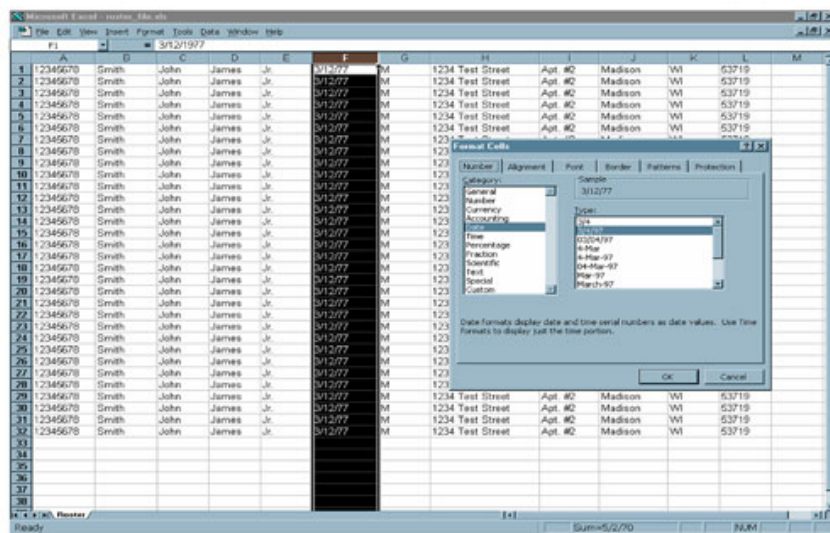 Microsoft Excel - roster_file.xls
File Edit View Insert Format Tools Data Window Help
F1 = 3/12/1977
A B C D E F G H I J K L M
1 12345678 Smith John James Jr. 3/12/77 M 1234 Test Street Apt. #2 Madison WI 53719
2 12345678 Smith John James Jr. 3/12/77 M 1234 Test Street Apt. #2 Madison WI 53719
3 12345678 Smith John James Jr. 3/12/77 M 1234 Test Street Apt. #2 Madison WI 53719
4 12345678 Smith John James Jr. 3/12/77 M 1234 Test Street Apt. #2 Madison WI 53719
5 12345678 Smith John James Jr. 3/12/77 M 1234 Test Street Apt. #2 Madison WI 53719
6 12345678 Smith John James Jr. 3/12/77 M 1234 Test Street Apt. #2 Madison WI 53719
7 12345678 Smith John James Jr. 3/12/77 M 123
8 12345678 Smith John James Jr. 3/12/77 M 123
9 12345678 Smith John James Jr. 3/12/77 M 123
10 12345678 Smith John James Jr. 3/12/77 M 123
11 12345678 Smith John James Jr. 3/12/77 M 123
12 12345678 Smith John James Jr. 3/12/77 M 123
13 12345678 Smith John James Jr. 3/12/77 M 123
14 12345678 Smith John James Jr. 3/12/77 M 123
15 12345678 Smith John James Jr. 3/12/77 M 123
16 12345678 Smith John James Jr. 3/12/77 M 123
17 12345678 Smith John James Jr. 3/12/77 M 123
18 12345678 Smith John James Jr. 3/12/77 M 123
19 12345678 Smith John James Jr. 3/12/77 M 123
20 12345678 Smith John James Jr. 3/12/77 M 123
21 12345678 Smith John James Jr. 3/12/77 M 123
22 12345678 Smith John James Jr. 3/12/77 M 123
23 12345678 Smith John James Jr. 3/12/77 M 123
24 12345678 Smith John James Jr. 3/12/77 M 123
25 12345678 Smith John James Jr. 3/12/77 M 123
26 12345678 Smith John James Jr. 3/12/77 M 123
27 12345678 Smith John James Jr. 3/12/77 M 123
28 12345678 Smith John James Jr. 3/12/77 M 123
29 12345678 Smith John James Jr. 3/12/77 M 1234 Test Street Apt. #2 Madison WI 53719
30 12345678 Smith John James Jr. 3/12/77 M 1234 Test Street Apt. #2 Madison WI 53719
31 12345678 Smith John James Jr. 3/12/77 M 1234 Test Street Apt. #2 Madison WI 53719
32 12345678 Smith John James Jr. 3/12/77 M 1234 Test Street Apt. #2 Madison WI 53719
33
34
35
36
37
38
Format Cells
Number Alignment Font Border Patterns Protection
Category:
General
Number
Currency
Accounting
Date
Time
Percentage
Fraction
Scientific
Text
Special
Custom
Sample
3/12/77
Type:
3/4
3/4/97
03/04/97
4-Mar
4-Mar-97
04-Mar-97
Mar-97
March-97
Date formats display date and time serial numbers as date values. Use Time
formats to display just the time portion.
OK Cancel
Roster
Ready Sum=5/2/70 NUM